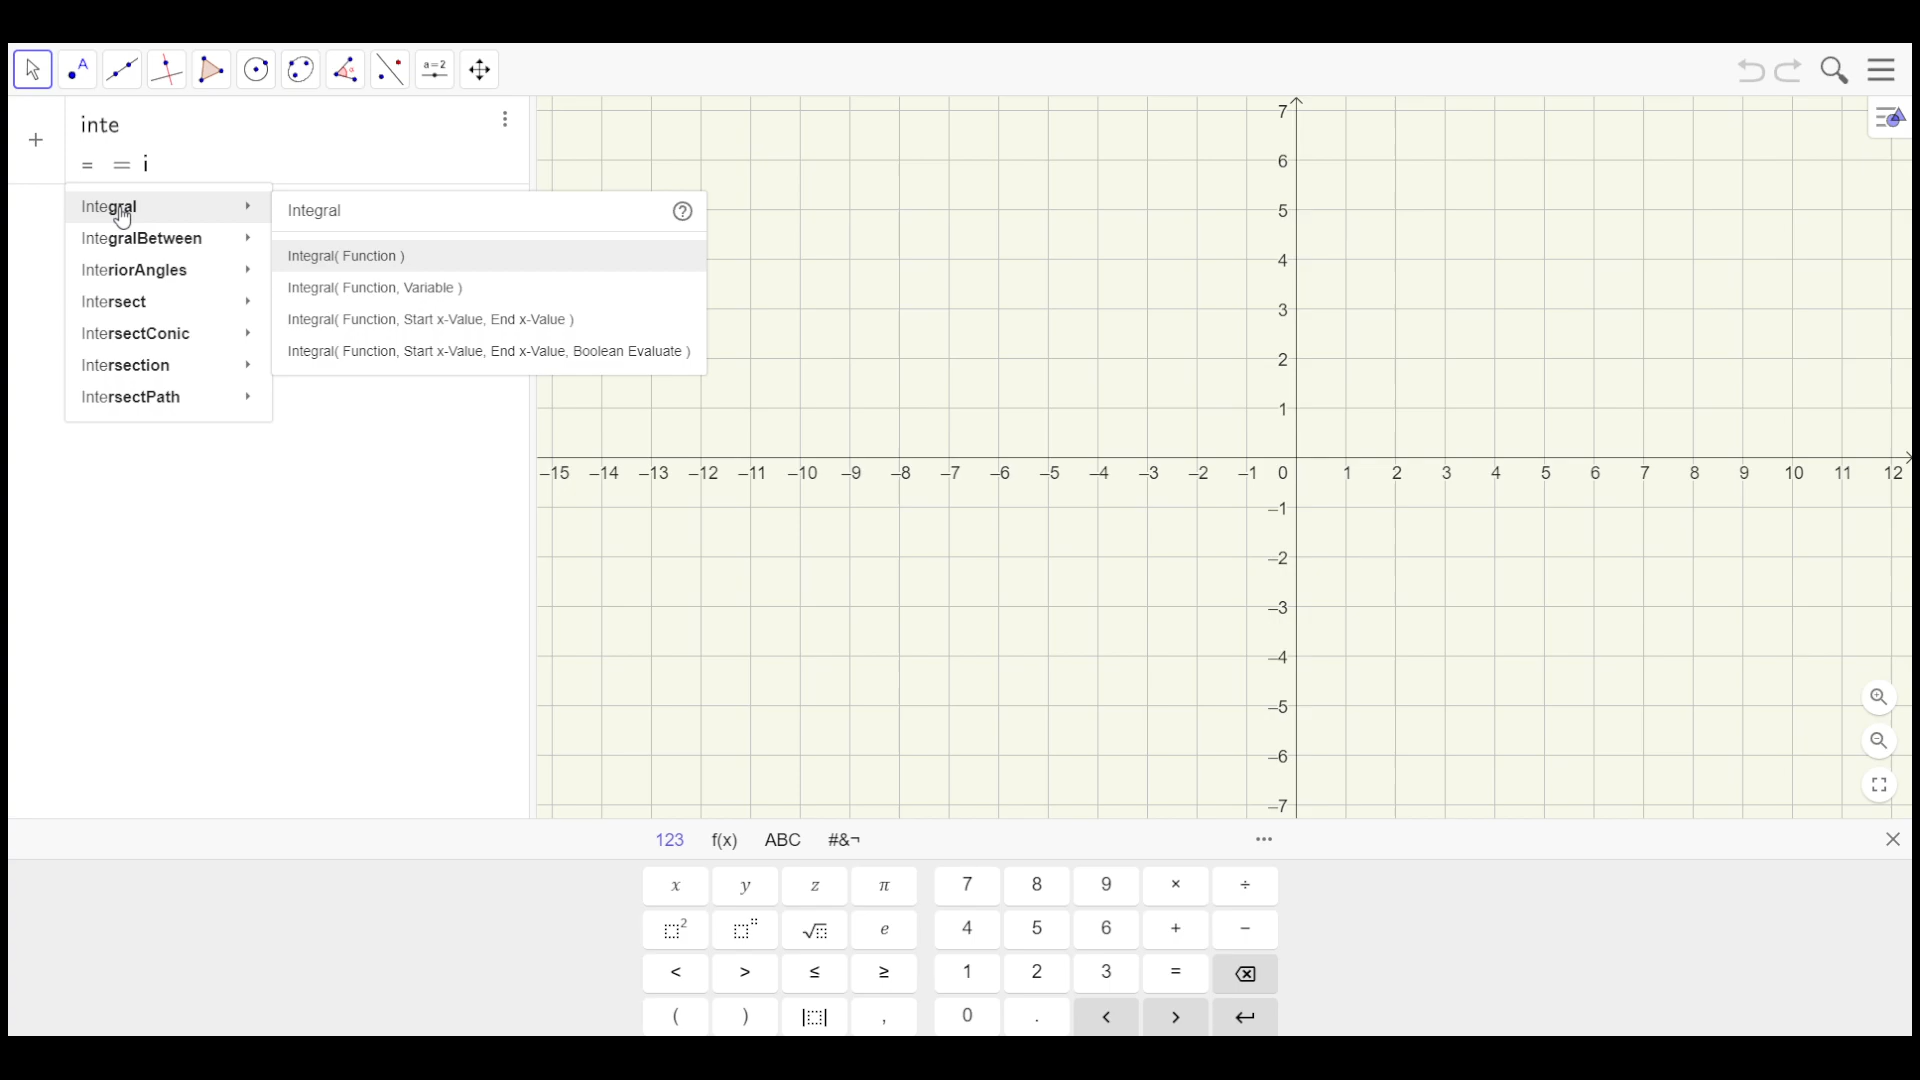 A
α
a=2
inte
= = i
Integral
IntegralBetween
InteriorAngles
Intersect
IntersectConic
Intersection
IntersectPath
Integral
Integral( Function )
Integral( Function, Variable )
Integral( Function, Start x-Value, End x-Value )
Integral( Function, Start x-Value, End x-Value, Boolean Evaluate )
7
6
5
4
3
2
1
–15 –14 –13 –12 –11 –10 –9 –8 –7 –6 –5 –4 –3 –2 –1 0 1 2 3 4 5 6 7 8 9 10 11 12
–1
–2
–3
–4
–5
–6
–7
123 f(x) ABC #&¬
x y z π 7 8 9 × ÷
2 √ e 4 5 6 + −
< > ≤ ≥ 1 2 3 =
( ) | | , 0 . < >